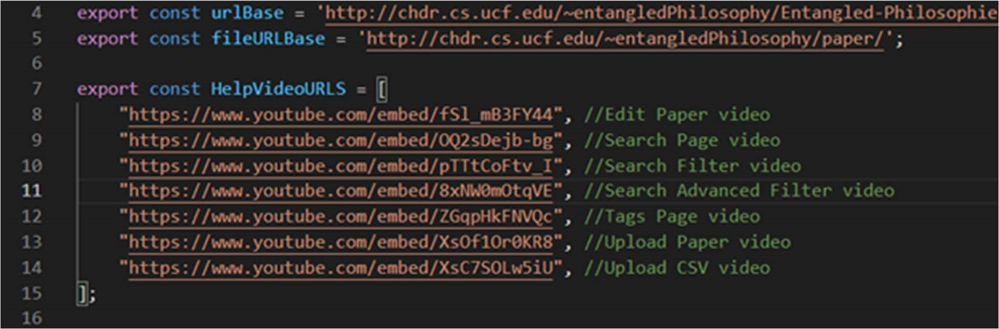 4 export const urlBase = 'http://chdr.cs.ucf.edu/~entangledPhilosophy/Entangled-Philosophie
5 export const fileURLBase = 'http://chdr.cs.ucf.edu/~entangledPhilosophy/paper/';
6
7 export const HelpVideoURLS = [
8 "https://www.youtube.com/embed/fSl_mB3FY44", //Edit Paper video
9 "https://www.youtube.com/embed/OQ2sDejb-bg", //Search Page video
10 "https://www.youtube.com/embed/pTTtCoFtv_I", //Search Filter video
11 "https://www.youtube.com/embed/8xNW0mOtqVE", //Search Advanced Filter video
12 "https://www.youtube.com/embed/ZGqpHkFNVQc", //Tags Page video
13 "https://www.youtube.com/embed/XsOf1Or0KR8", //Upload Paper video
14 "https://www.youtube.com/embed/XsC7SOLw5iU", //Upload CSV video
15 ];
16